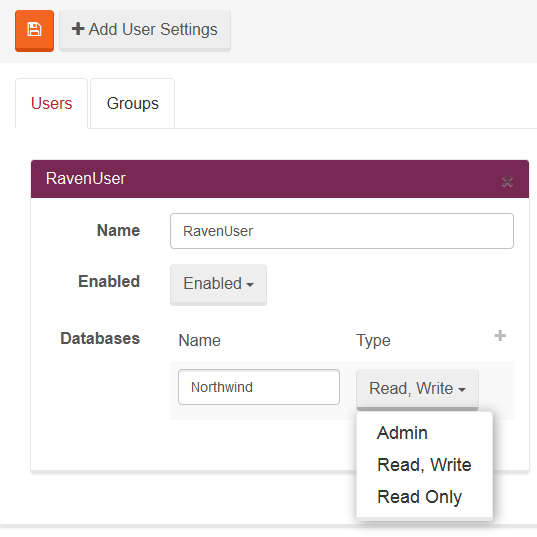 Add User Settings
Users Groups
RavenUser
Name RavenUser
Enabled Enabled
Databases Name Type
Northwind Read, Write
Admin
Read, Write
Read Only